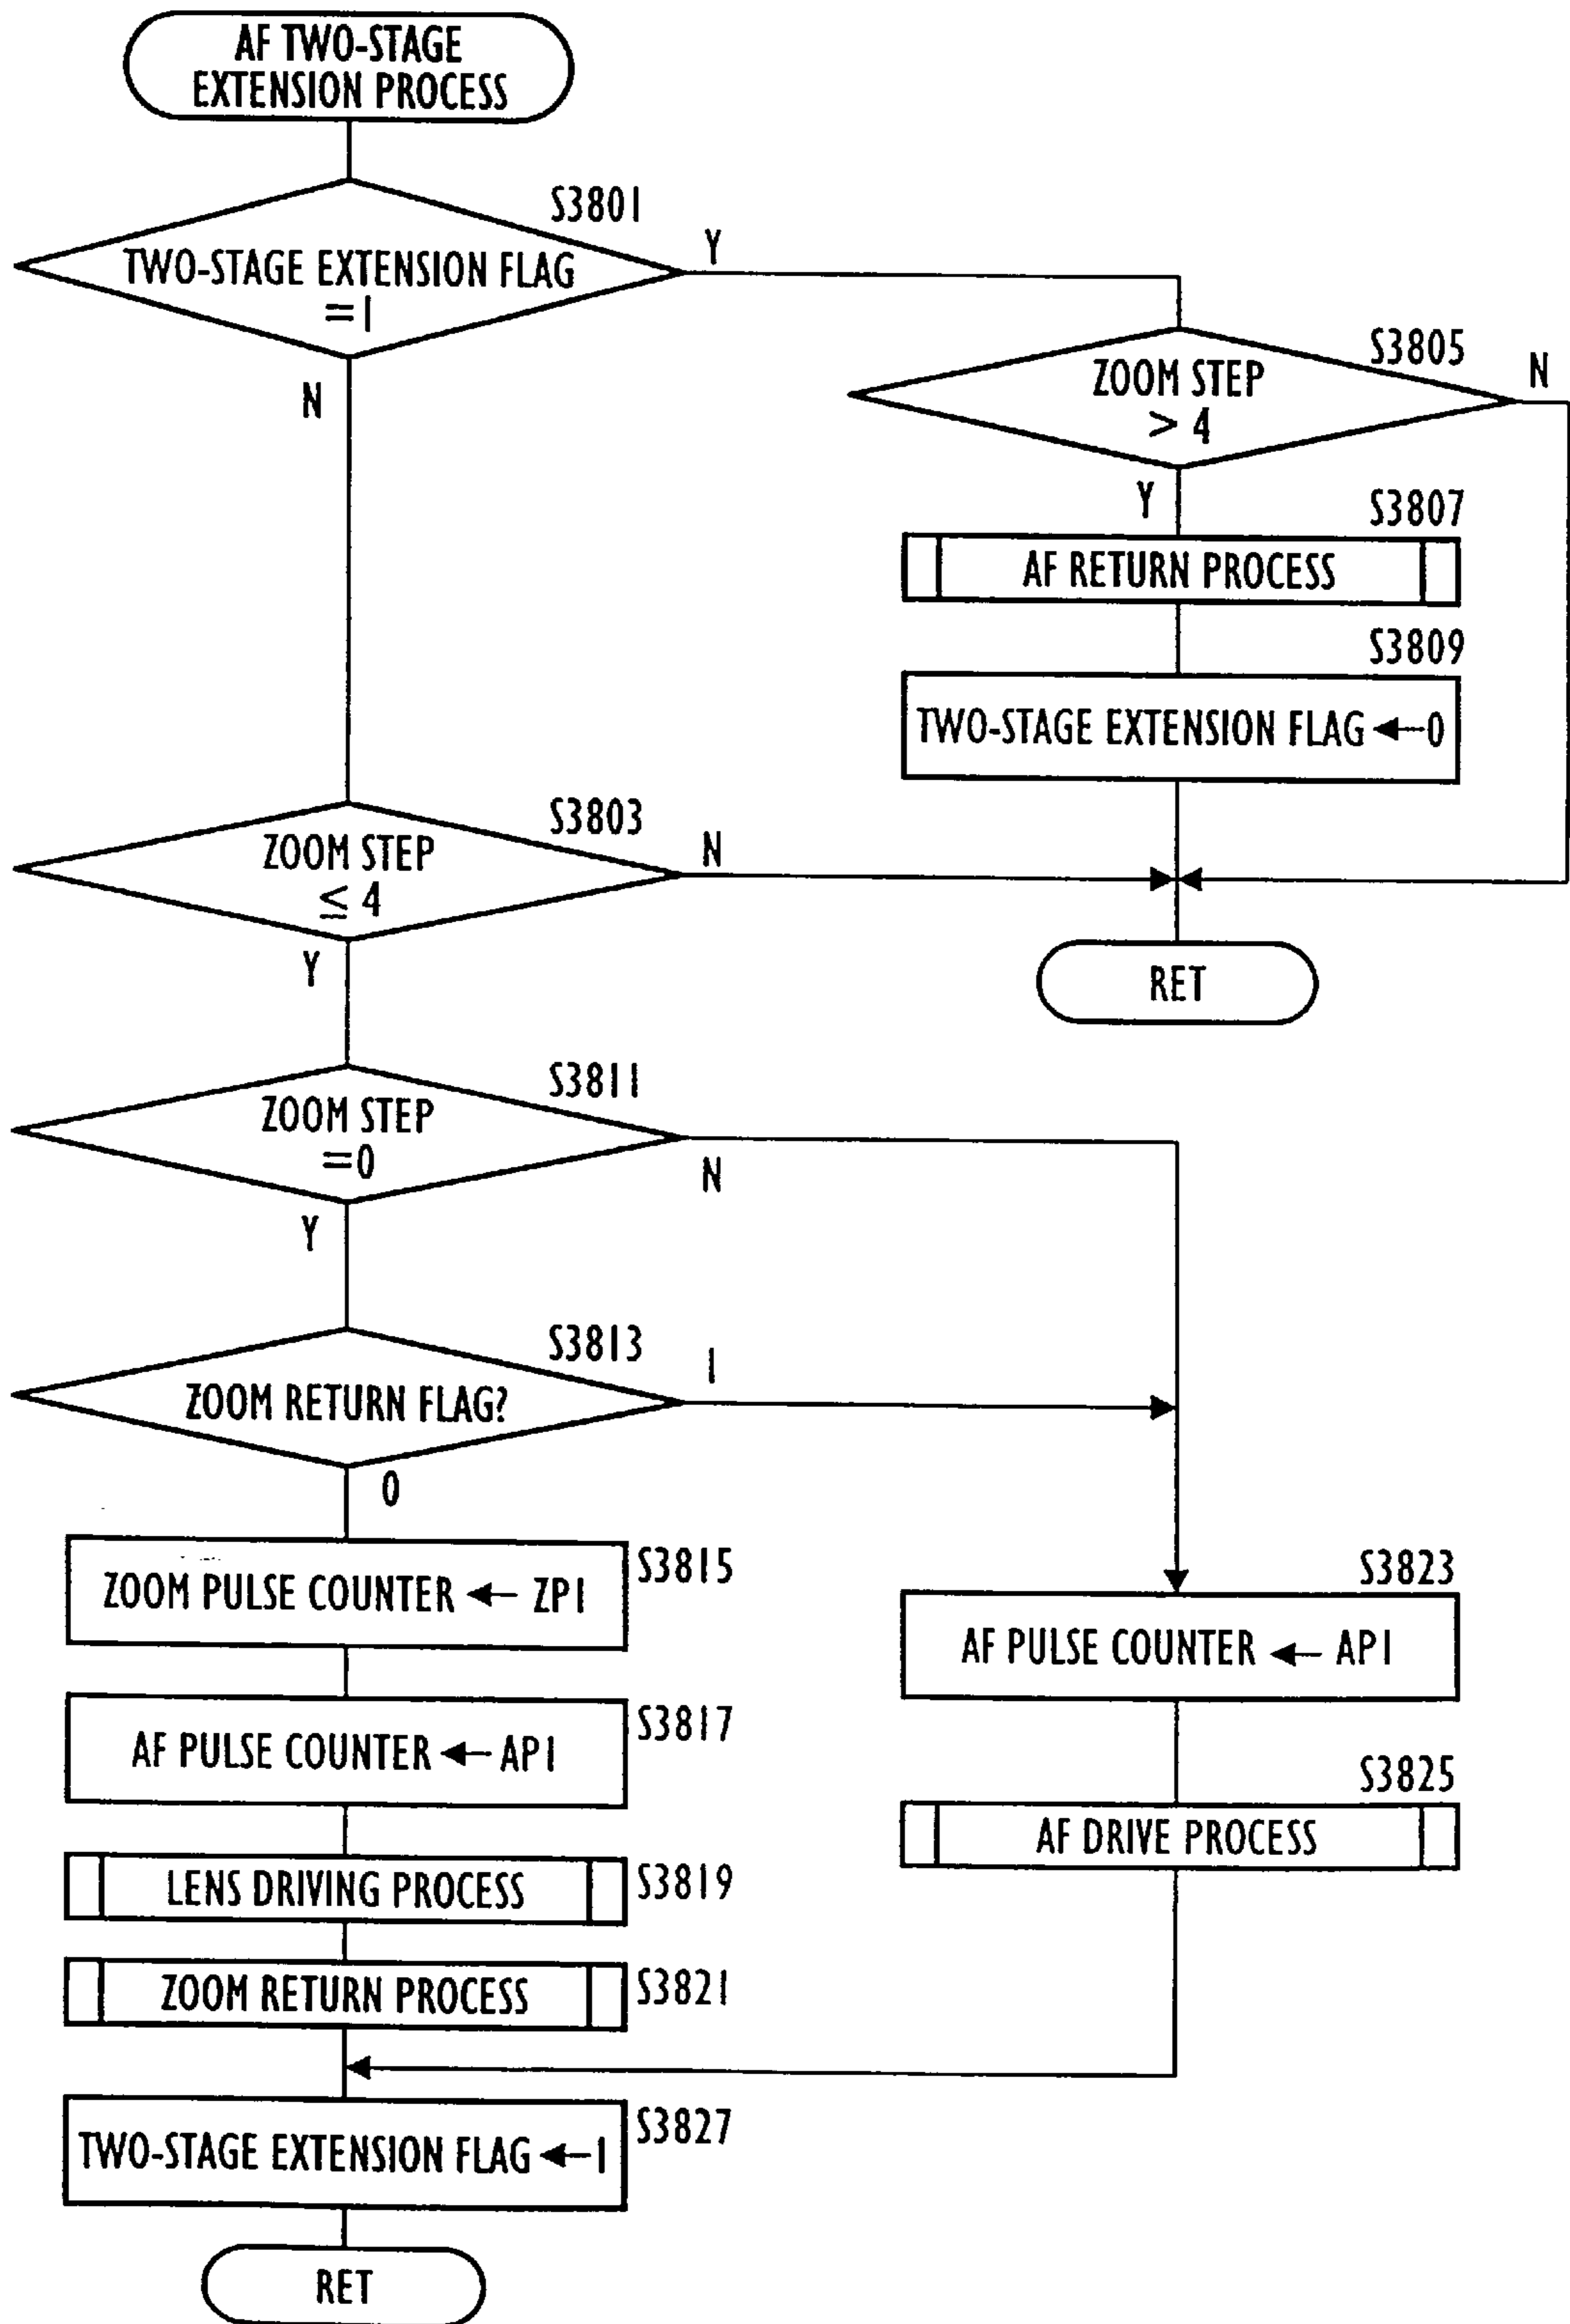 AF TWO-STAGE
EXTENSION PROCESS
S3801
TWO-STAGE EXTENSION FLAG
=1
Y
N
S3805
ZOOM STEP
> 4
N
Y
S3807
AF RETURN PROCESS
S3809
TWO-STAGE EXTENSION FLAG ← 0
S3803
ZOOM STEP
≤ 4
N
Y
RET
S3811
ZOOM STEP
=0
N
Y
S3813
ZOOM RETURN FLAG?
1
0
ZOOM PULSE COUNTER ← ZP1
S3815
AF PULSE COUNTER ← AP1
S3817
LENS DRIVING PROCESS
S3819
ZOOM RETURN PROCESS
S3821
S3823
AF PULSE COUNTER ← AP1
S3825
AF DRIVE PROCESS
TWO-STAGE EXTENSION FLAG ← 1
S3827
RET